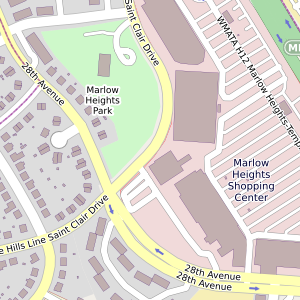 Saint Clair Drive
WMATA H12 Marlow Heights-Temp
M
28th Avenue
Marlow
Heights
Park
Marlow
Heights
Shopping
Center
e Hills Line Saint Clair Drive
28th Avenue
28th Avenue